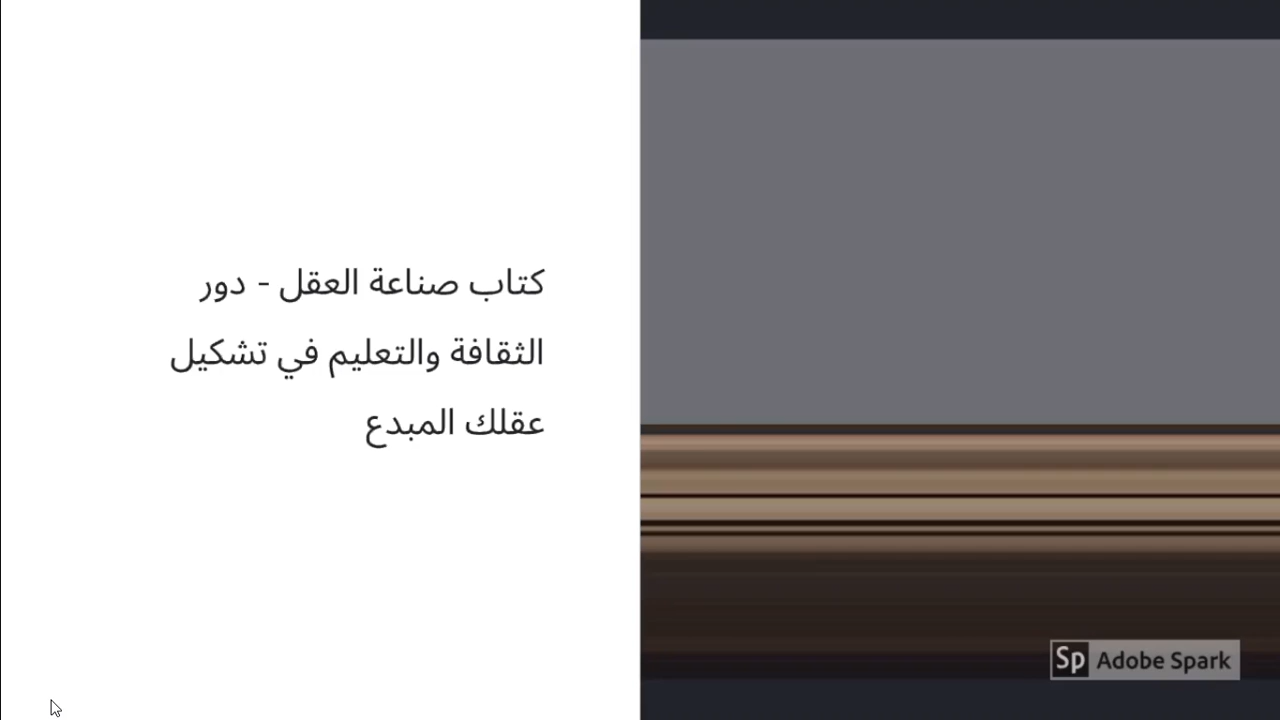 كتاب صناعة العقل - دور
الثقافة والتعليم في تشكيل
عقلك المبدع
Sp Adobe Spark